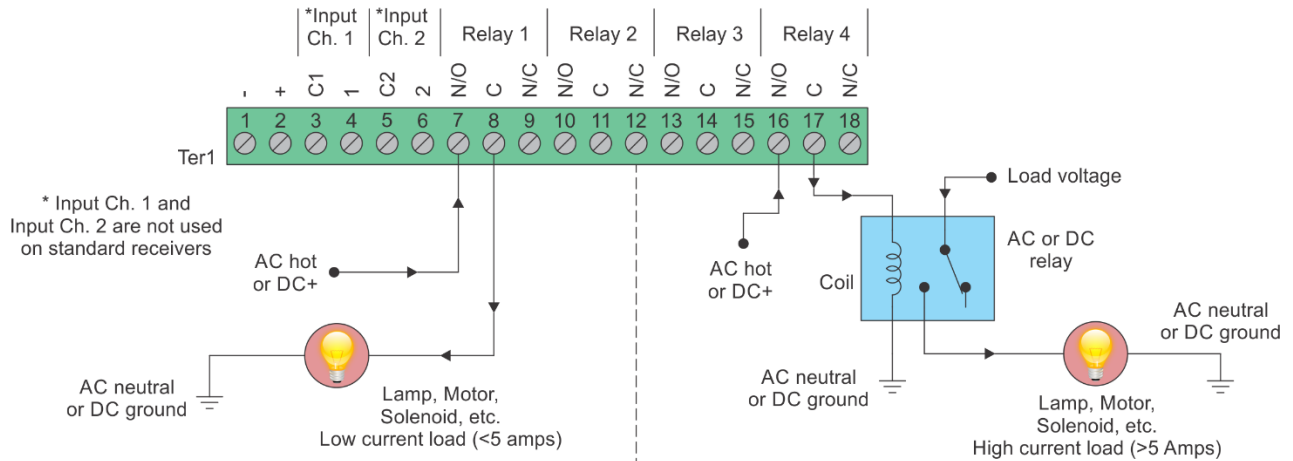 *Input
Ch. 1
*Input
Ch. 2
Relay 1
Relay 2
Relay 3
Relay 4
- + C1 1 C2 2 N/O C N/C N/O C N/C N/O C N/C N/O C N/C
1 2 3 4 5 6 7 8 9 10 11 12 13 14 15 16 17 18
Ter1
* Input Ch. 1 and
Input Ch. 2 are not used
on standard receivers
AC hot
or DC+
AC neutral
or DC ground
Lamp, Motor,
Solenoid, etc.
Low current load (<5 amps)
AC hot
or DC+
Load voltage
Coil
AC or DC
relay
AC neutral
or DC ground
AC neutral
or DC ground
Lamp, Motor,
Solenoid, etc.
High current load (>5 Amps)